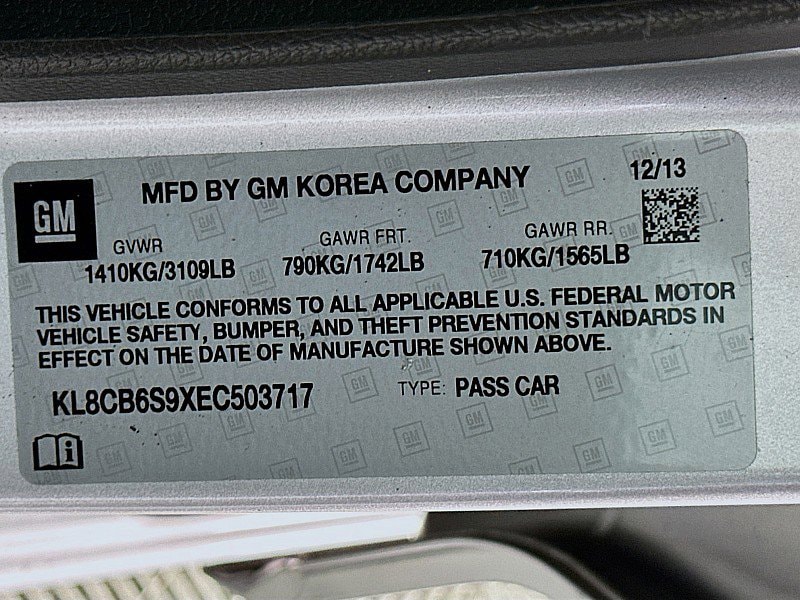 GM
MFD BY GM KOREA COMPANY
12/13
GVWR
1410KG/3109LB
GAWR FRT.
790KG/1742LB
GAWR RR.
710KG/1565LB
THIS VEHICLE CONFORMS TO ALL APPLICABLE U.S. FEDERAL MOTOR
VEHICLE SAFETY, BUMPER, AND THEFT PREVENTION STANDARDS IN
EFFECT ON THE DATE OF MANUFACTURE SHOWN ABOVE.
KL8CB6S9XEC503717
TYPE: PASS CAR